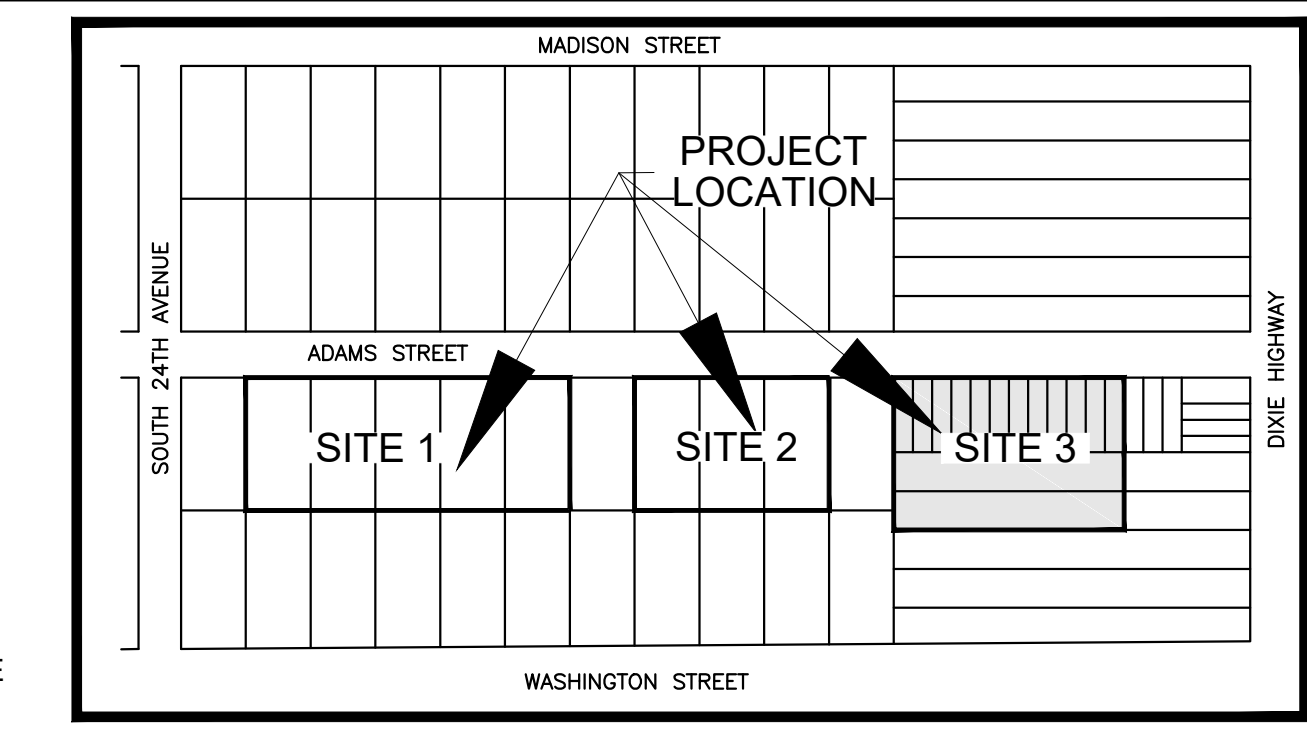 MADISON STREET
PROJECT
LOCATION
SOUTH 24TH AVENUE
ADAMS STREET
DIXIE HIGHWAY
SITE 1
SITE 2
SITE 3
E
WASHINGTON STREET